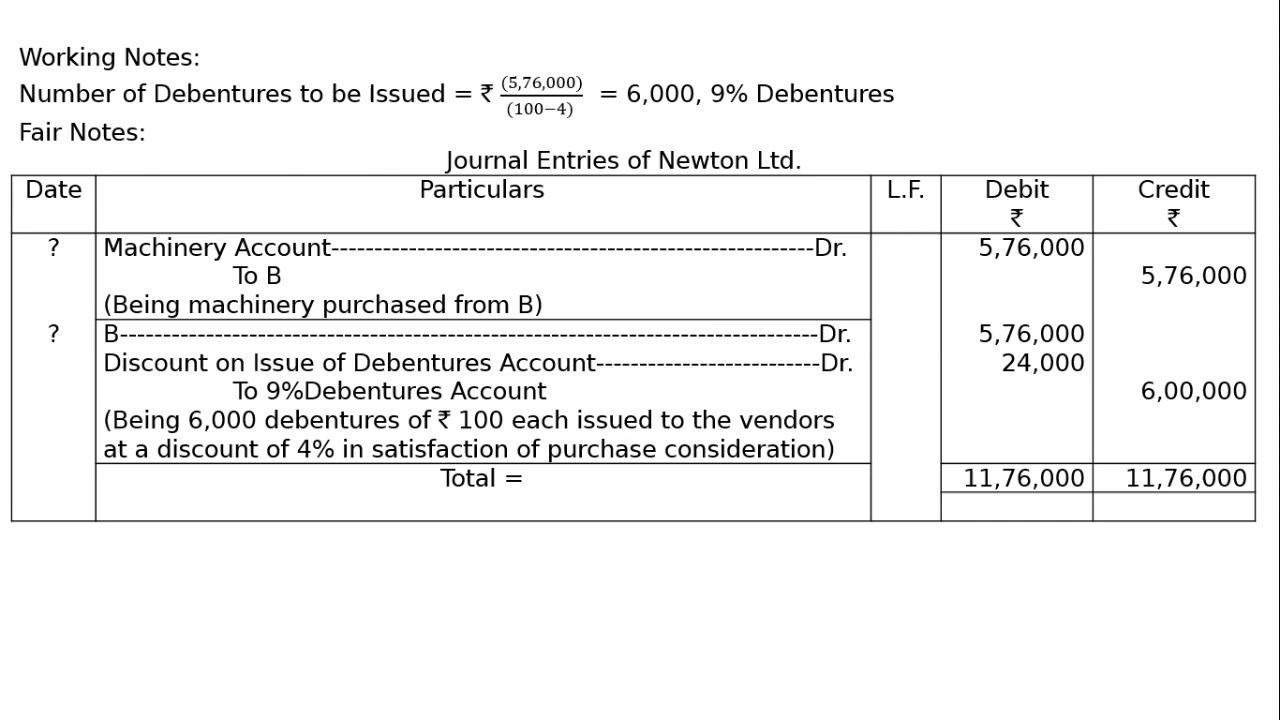 Working Notes:
Number of Debentures to be Issued = ₹ (5,76,000)/(100−4) = 6,000, 9% Debentures
Fair Notes:
Journal Entries of Newton Ltd.
Date Particulars L.F. Debit Credit
₹ ₹
? Machinery Account--------------------------------------------------------Dr. 5,76,000
To B 5,76,000
(Being machinery purchased from B)
? B---------------------------------------------------------------------------------Dr. 5,76,000
Discount on Issue of Debentures Account--------------------------Dr. 24,000
To 9%Debentures Account 6,00,000
(Being 6,000 debentures of ₹ 100 each issued to the vendors
at a discount of 4% in satisfaction of purchase consideration)
Total = 11,76,000 11,76,000